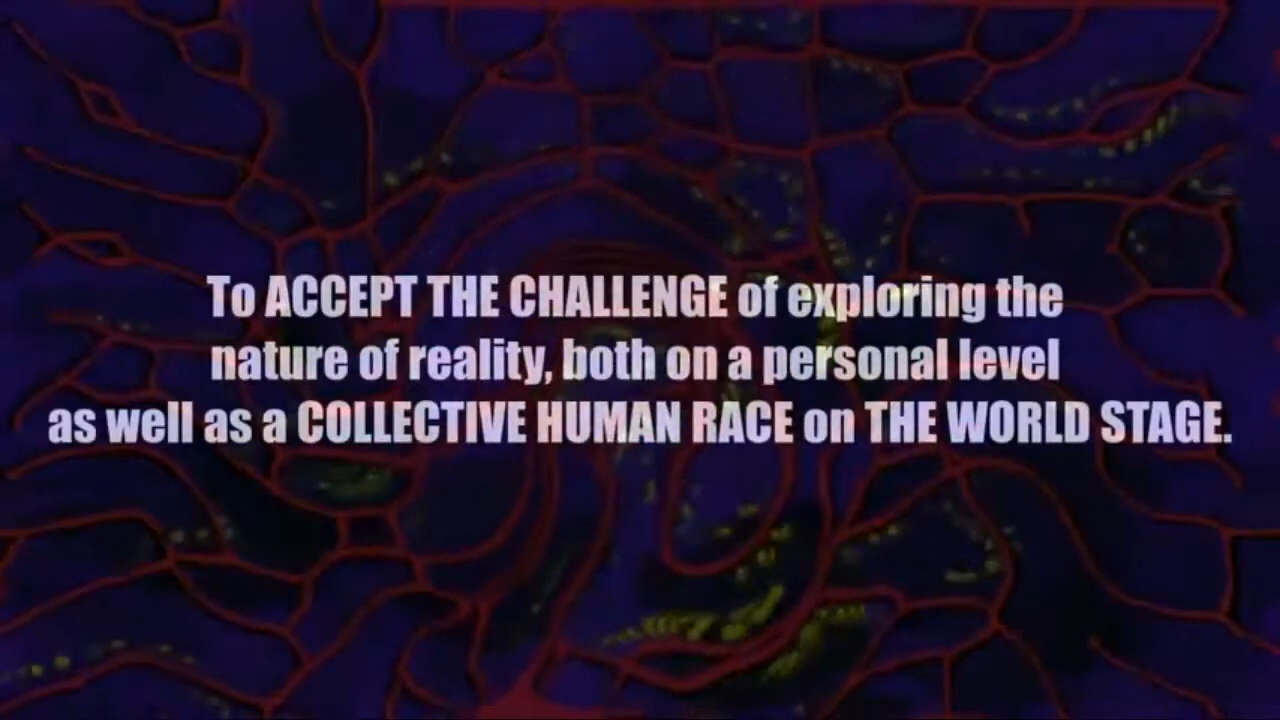 To ACCEPT THE CHALLENGE of exploring the
nature of reality, both on a personal level
as well as a COLLECTIVE HUMAN RACE on THE WORLD STAGE.